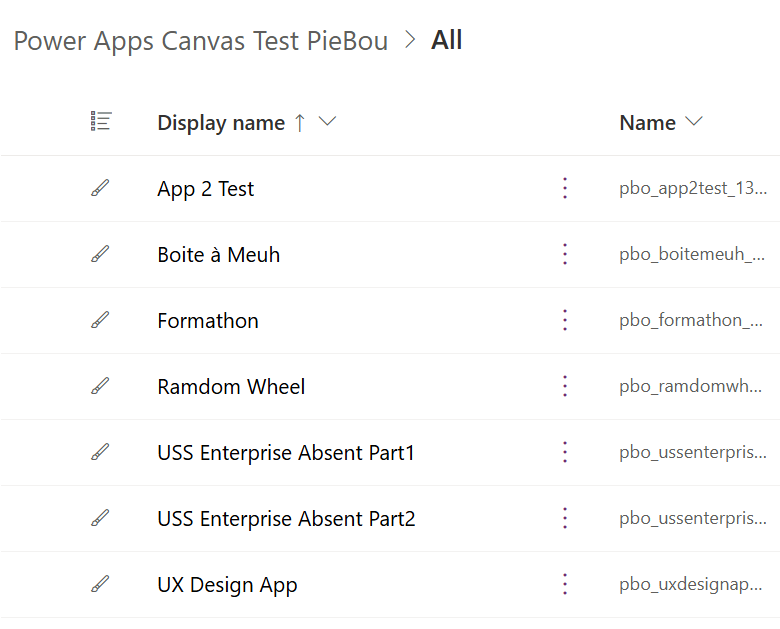 Power Apps Canvas Test PieBou > All
Display name ↑ Name
App 2 Test pbo_app2test_13...
Boite à Meuh pbo_boitemeuh_...
Formathon pbo_formathon_...
Ramdom Wheel pbo_ramdomwh...
USS Enterprise Absent Part1 pbo_ussenterpris...
USS Enterprise Absent Part2 pbo_ussenterpris...
UX Design App pbo_uxdesignap...